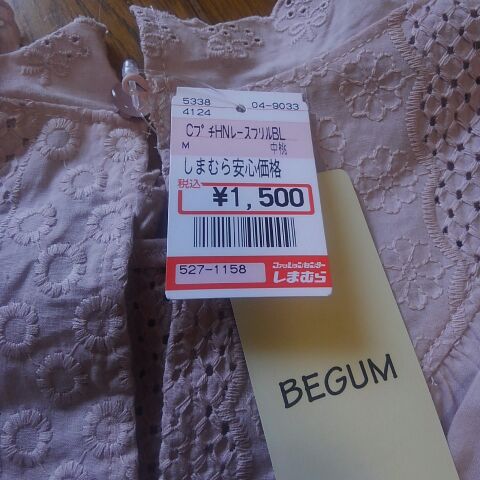 5338 04-9033
4124
CプチHNレースフリルBL
M 中桃
しまむら安心価格
税込
¥1,500
527-1158
ファッションセンター
しまむら
BEGUM